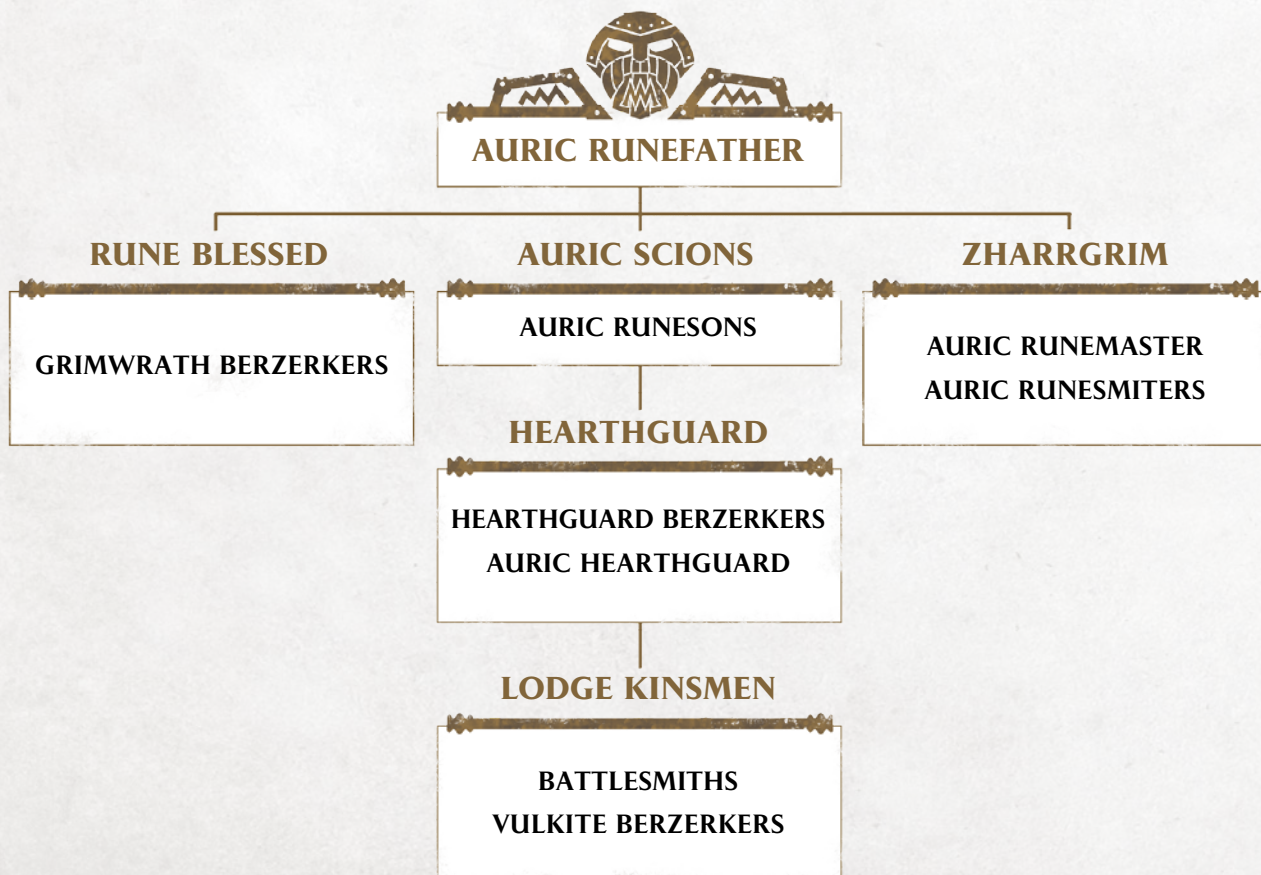 AURIC RUNEFATHER
RUNE BLESSED
GRIMWRATH BERZERKERS
AURIC SCIONS
AURIC RUNESONS
HEARTHGUARD
HEARTHGUARD BERZERKERS
AURIC HEARTHGUARD
LODGE KINSMEN
BATTLESMITHS
VULKITE BERZERKERS
ZHARRGRIM
AURIC RUNEMASTER
AURIC RUNESMITERS